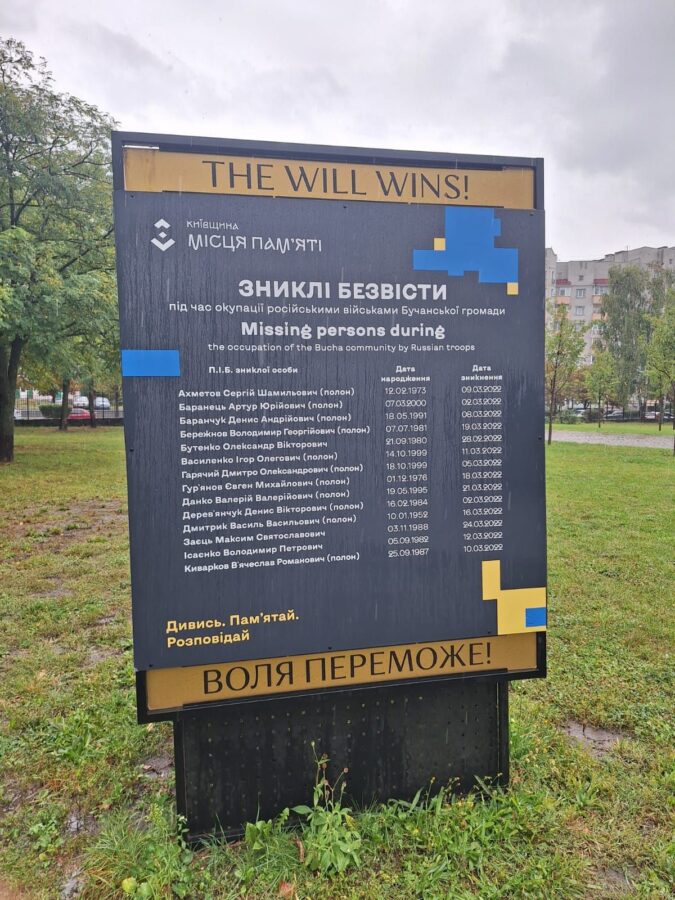 THE WILL WINS!
КИЇВЩИНА
МІСЦЯ ПАМ'ЯТІ
ЗНИКЛІ БЕЗВІСТИ
під час окупації російськими військами Бучанської громади
Missing persons during
the occupation of the Bucha community by Russian troops
П.І.Б. зниклої особи Дата народження Дата зникнення
Ахметов Сергій Шамильович (полон) 12.02.1973 09.03.2022
Баранець Артур Юрійович (полон) 07.03.2000 02.03.2022
Баранчук Денис Андрійович (полон) 18.05.1991 08.03.2022
Бережнов Володимир Георгійович (полон) 07.07.1981 19.03.2022
Бутенко Олександр Вікторович 21.09.1980 28.02.2022
Василенко Ігор Олегович (полон) 14.10.1999 11.03.2022
Гарячий Дмитро Олександрович (полон) 18.10.1999 05.03.2022
Гур'янов Євген Михайлович (полон) 01.12.1976 18.03.2022
Данко Валерій Валерійович (полон) 19.05.1995 21.03.2022
Дерев'янчук Денис Вікторович (полон) 16.02.1984 02.03.2022
Дмитрик Василь Васильович (полон) 10.01.1952 16.03.2022
Заєць Максим Святославович 03.11.1988 24.03.2022
Ісаєнко Володимир Петрович 05.09.1982 12.03.2022
Киварков В'ячеслав Романович (полон) 25.09.1987 10.03.2022
Дивись. Пам'ятай.
Розповідай
ВОЛЯ ПЕРЕМОЖЕ!